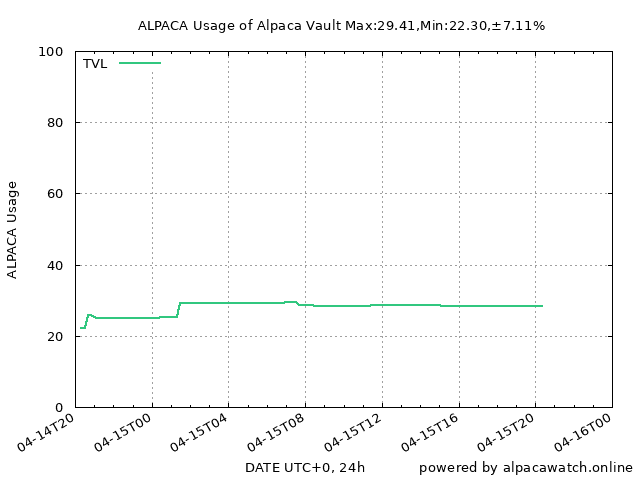 ALPACA Usage of Alpaca Vault Max:29.41,Min:22.30,±7.11%
100
TVL
80
60
40
20
0
ALPACA Usage
04-14T20 04-15T00 04-15T04 04-15T08 04-15T12 04-15T16 04-15T20 04-16T00
DATE UTC+0, 24h powered by alpacawatch.online